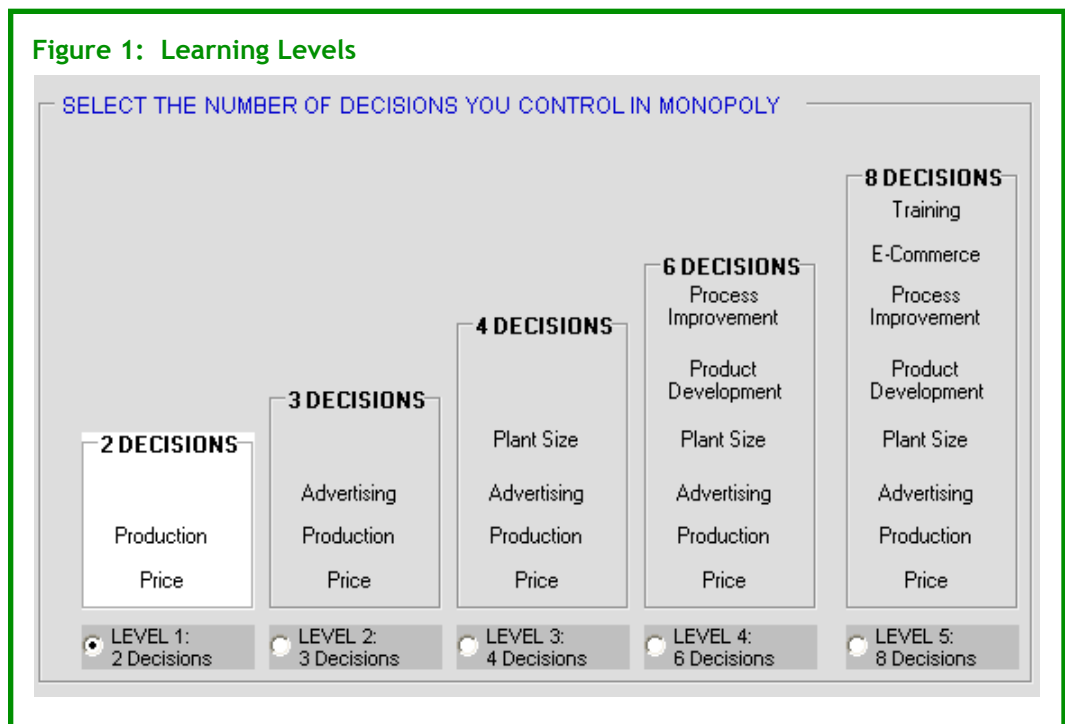 Figure 1: Learning Levels
SELECT THE NUMBER OF DECISIONS YOU CONTROL IN MONOPOLY
2 DECISIONS
Production
Price
3 DECISIONS
Advertising
Production
Price
4 DECISIONS
Plant Size
Advertising
Production
Price
6 DECISIONS
Process
Improvement
Product
Development
Plant Size
Advertising
Production
Price
8 DECISIONS
Training
E-Commerce
Process
Improvement
Product
Development
Plant Size
Advertising
Production
Price
LEVEL 1:
2 Decisions
LEVEL 2:
3 Decisions
LEVEL 3:
4 Decisions
LEVEL 4:
6 Decisions
LEVEL 5:
8 Decisions